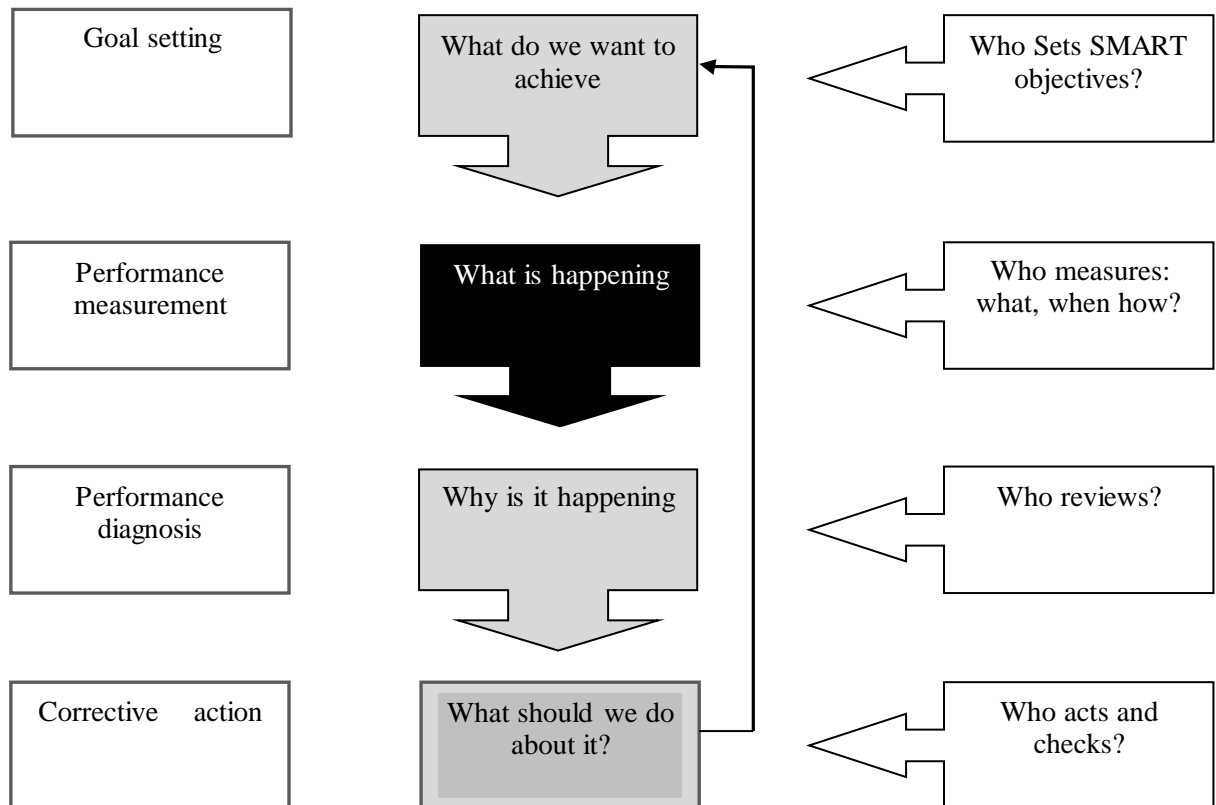 Goal setting
What do we want to
achieve
Who Sets SMART
objectives?
Performance
measurement
What is happening
Who measures:
what, when how?
Performance
diagnosis
Why is it happening
Who reviews?
Corrective action
What should we do
about it?
Who acts and
checks?